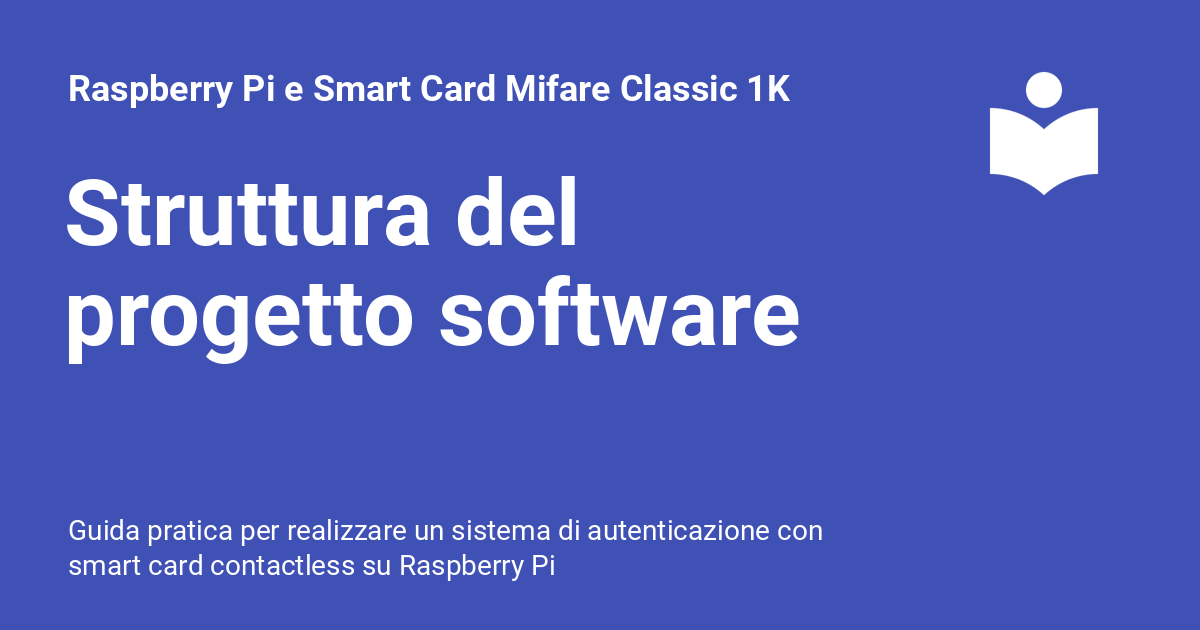 Raspberry Pi e Smart Card Mifare Classic 1K
Struttura del
progetto software
Guida pratica per realizzare un sistema di autenticazione con
smart card contactless su Raspberry Pi